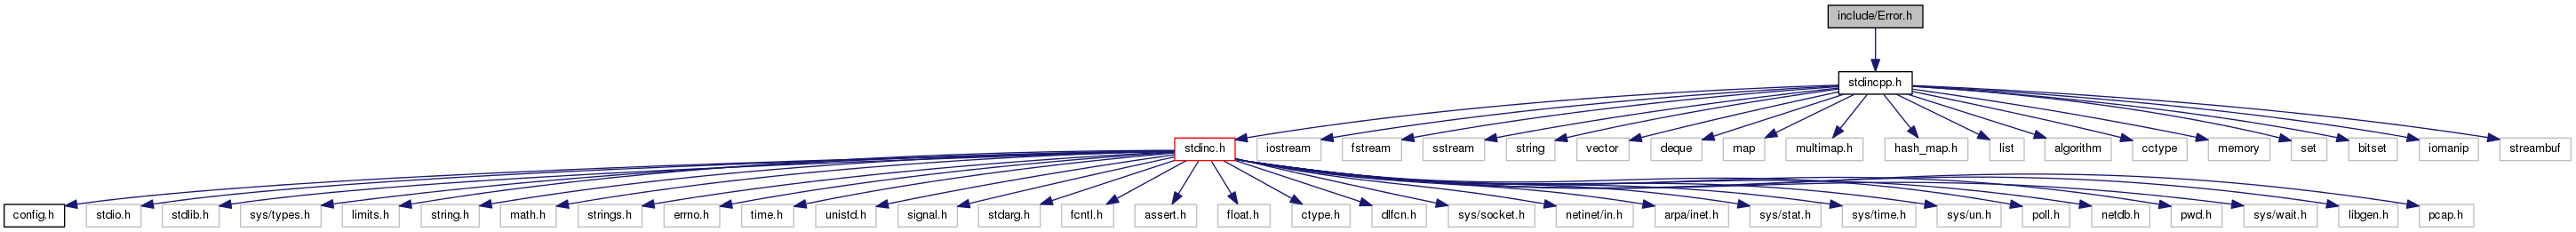 include/Error.h
stdincpp.h
stdinc.h
iostream
fstream
sstream
string
vector
deque
map
multimap.h
hash_map.h
list
algorithm
cctype
memory
set
bitset
iomanip
streambuf
config.h
stdio.h
stdlib.h
sys/types.h
limits.h
string.h
math.h
strings.h
errno.h
time.h
unistd.h
signal.h
stdarg.h
fcntl.h
assert.h
float.h
ctype.h
dlfcn.h
sys/socket.h
netinet/in.h
arpa/inet.h
sys/stat.h
sys/time.h
sys/un.h
poll.h
netdb.h
pwd.h
sys/wait.h
libgen.h
pcap.h